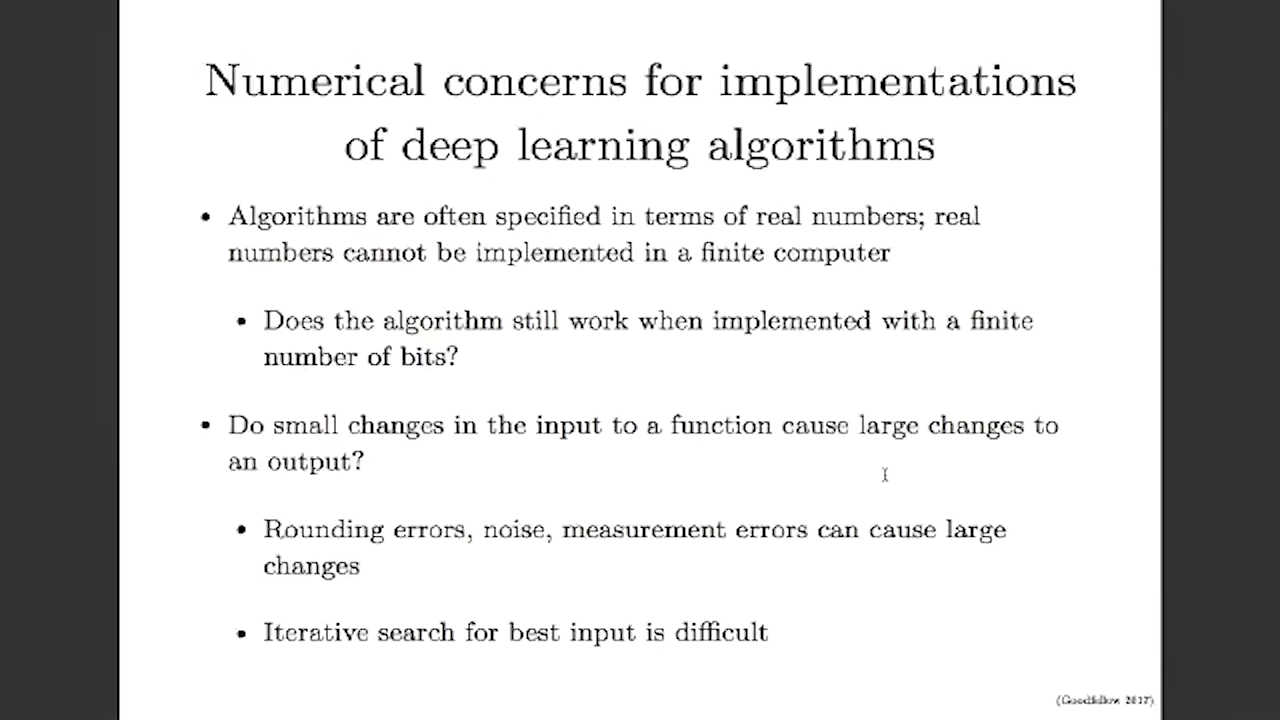 Numerical concerns for implementations
of deep learning algorithms
• Algorithms are often specified in terms of real numbers; real
numbers cannot be implemented in a finite computer
• Does the algorithm still work when implemented with a finite
number of bits?
• Do small changes in the input to a function cause large changes to
an output?
• Rounding errors, noise, measurement errors can cause large
changes
• Iterative search for best input is difficult
(Goodfellow 2017)